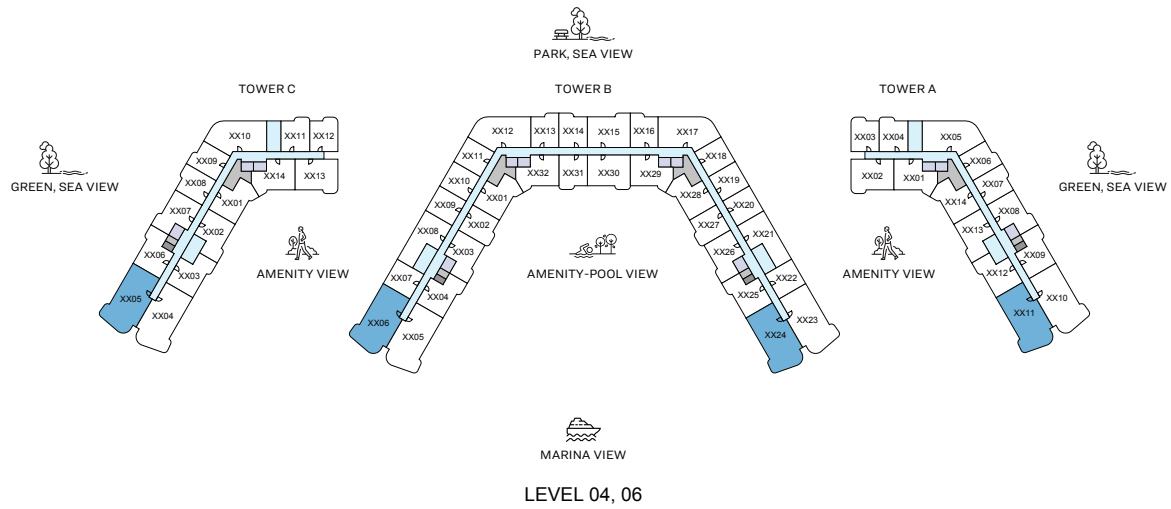 PARK, SEA VIEW
TOWER C
TOWER B
TOWER A
GREEN, SEA VIEW
XX10
XX11
XX12
XX09
XX08
XX14
XX13
XX07
XX01
XX02
XX06
XX03
XX05
XX04
AMENITY VIEW
XX12
XX13
XX14
XX15
XX16
XX17
XX11
XX32
XX31
XX30
XX29
XX18
XX10
XX01
XX28
XX19
XX09
XX02
XX27
XX20
XX08
XX03
XX26
XX21
XX07
XX04
XX25
XX22
XX06
XX05
XX24
XX23
AMENITY-POOL VIEW
XX03
XX04
XX05
XX02
XX01
XX06
XX07
XX14
XX08
XX13
XX09
XX12
XX10
XX11
AMENITY VIEW
GREEN, SEA VIEW
MARINA VIEW
LEVEL 04, 06